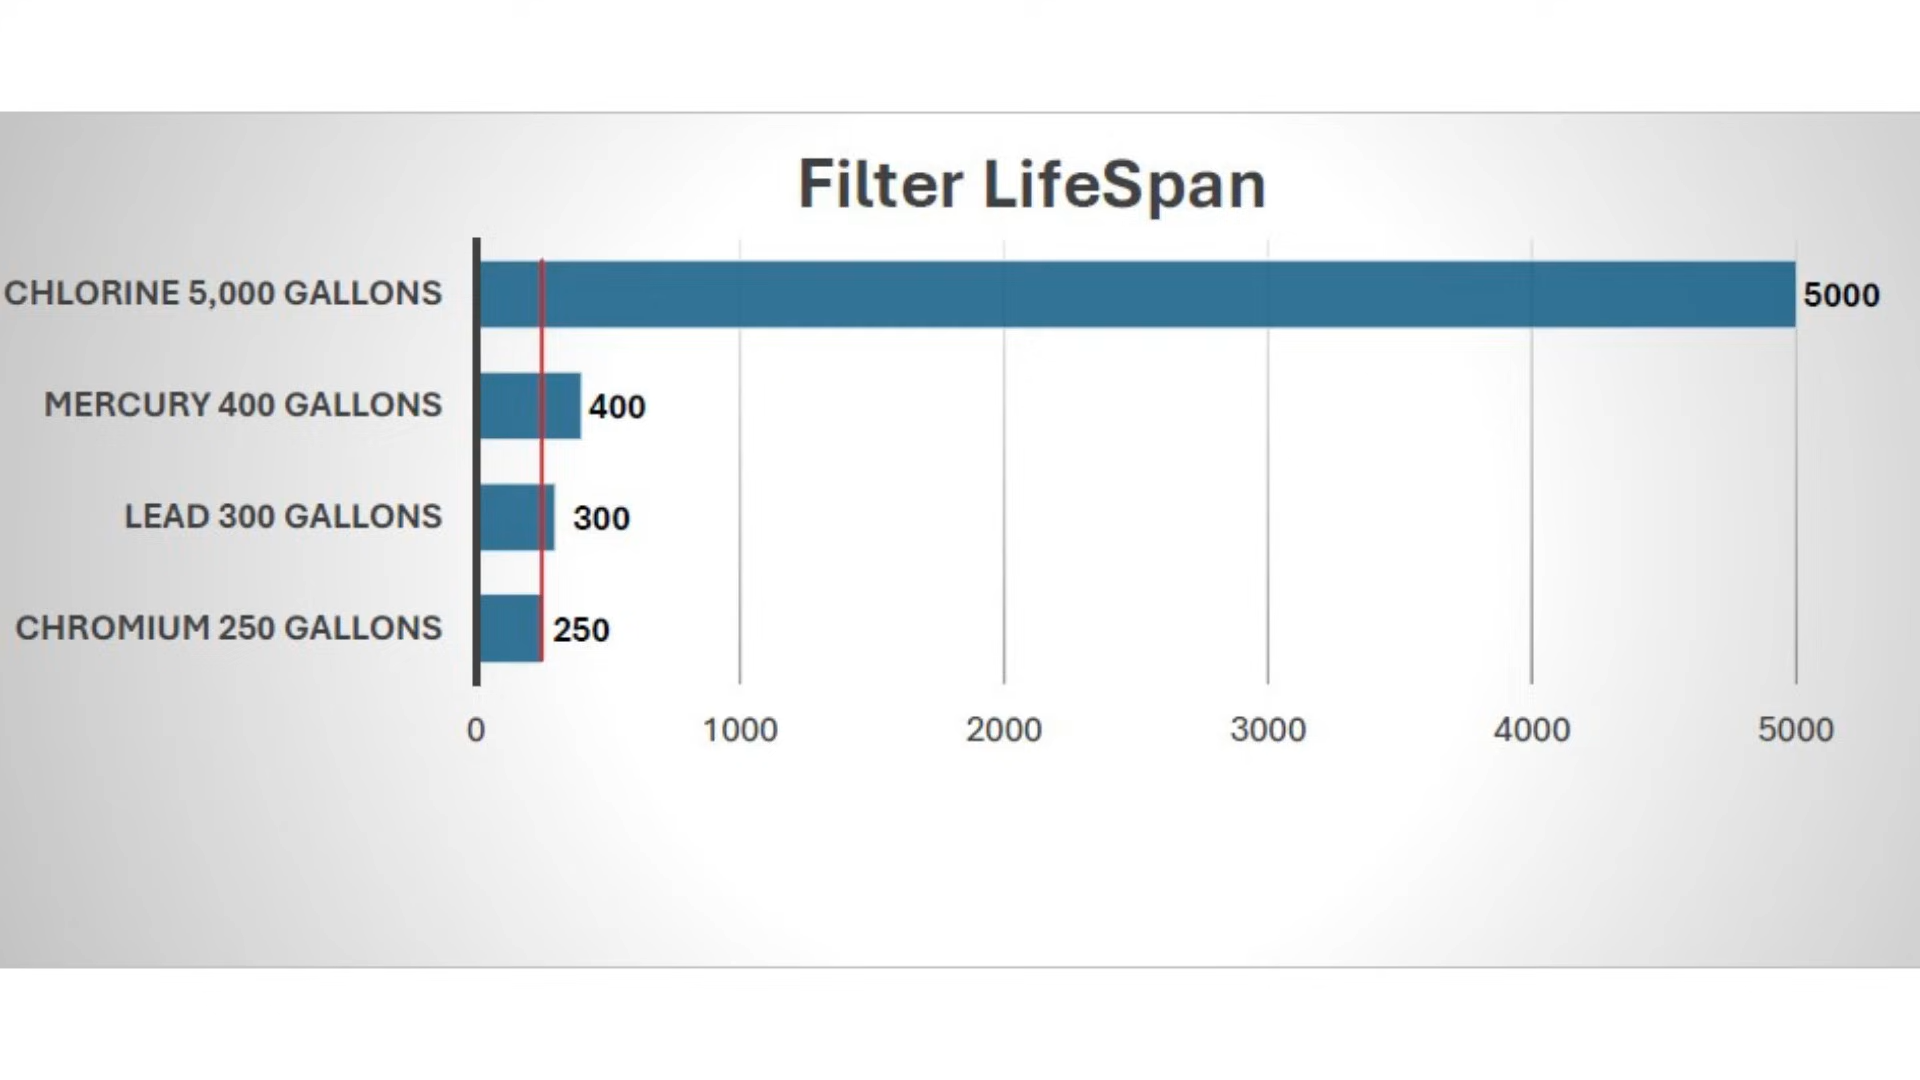 Filter LifeSpan
CHLORINE 5,000 GALLONS 5000
MERCURY 400 GALLONS 400
LEAD 300 GALLONS 300
CHROMIUM 250 GALLONS 250
0 1000 2000 3000 4000 5000